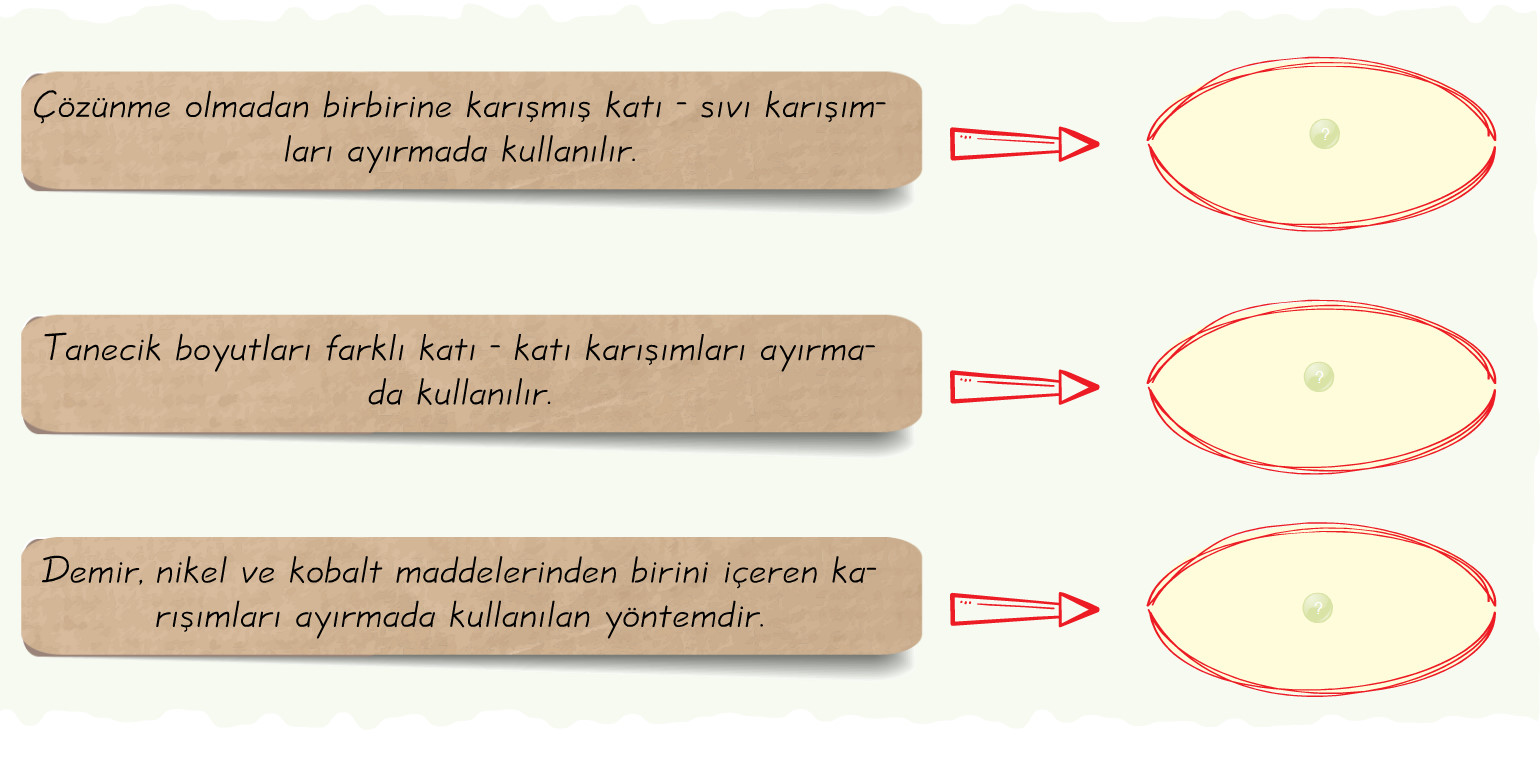 Çözünme olmadan birbirine karışmış katı - sıvı karışım-
ları ayırmada kullanılır.
?
Tanecik boyutları farklı katı - katı karışımları ayırma-
da kullanılır.
?
Demir, nikel ve kobalt maddelerinden birini içeren ka-
rışımları ayırmada kullanılan yöntemdir.
?